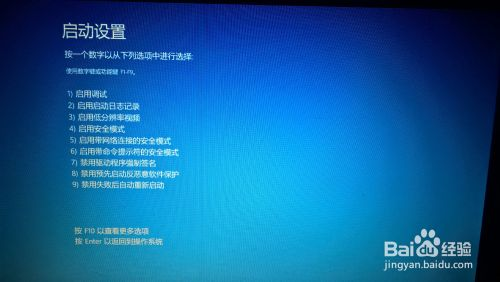 启动设置
按一个数字以从下列选项中进行选择:
使用数字键或功能键 F1-F9。
1) 启用调试
2) 启用启动日志记录
3) 启用低分辨率视频
4) 启用安全模式
5) 启用带网络连接的安全模式
6) 启用带命令提示符的安全模式
7) 禁用驱动程序强制签名
8) 禁用预先启动反恶意软件保护
9) 禁用失败后自动重新启动
按 F10 以查看更多选项
按 Enter 以返回到操作系统
Baidu 经验
jingyan.baidu.com